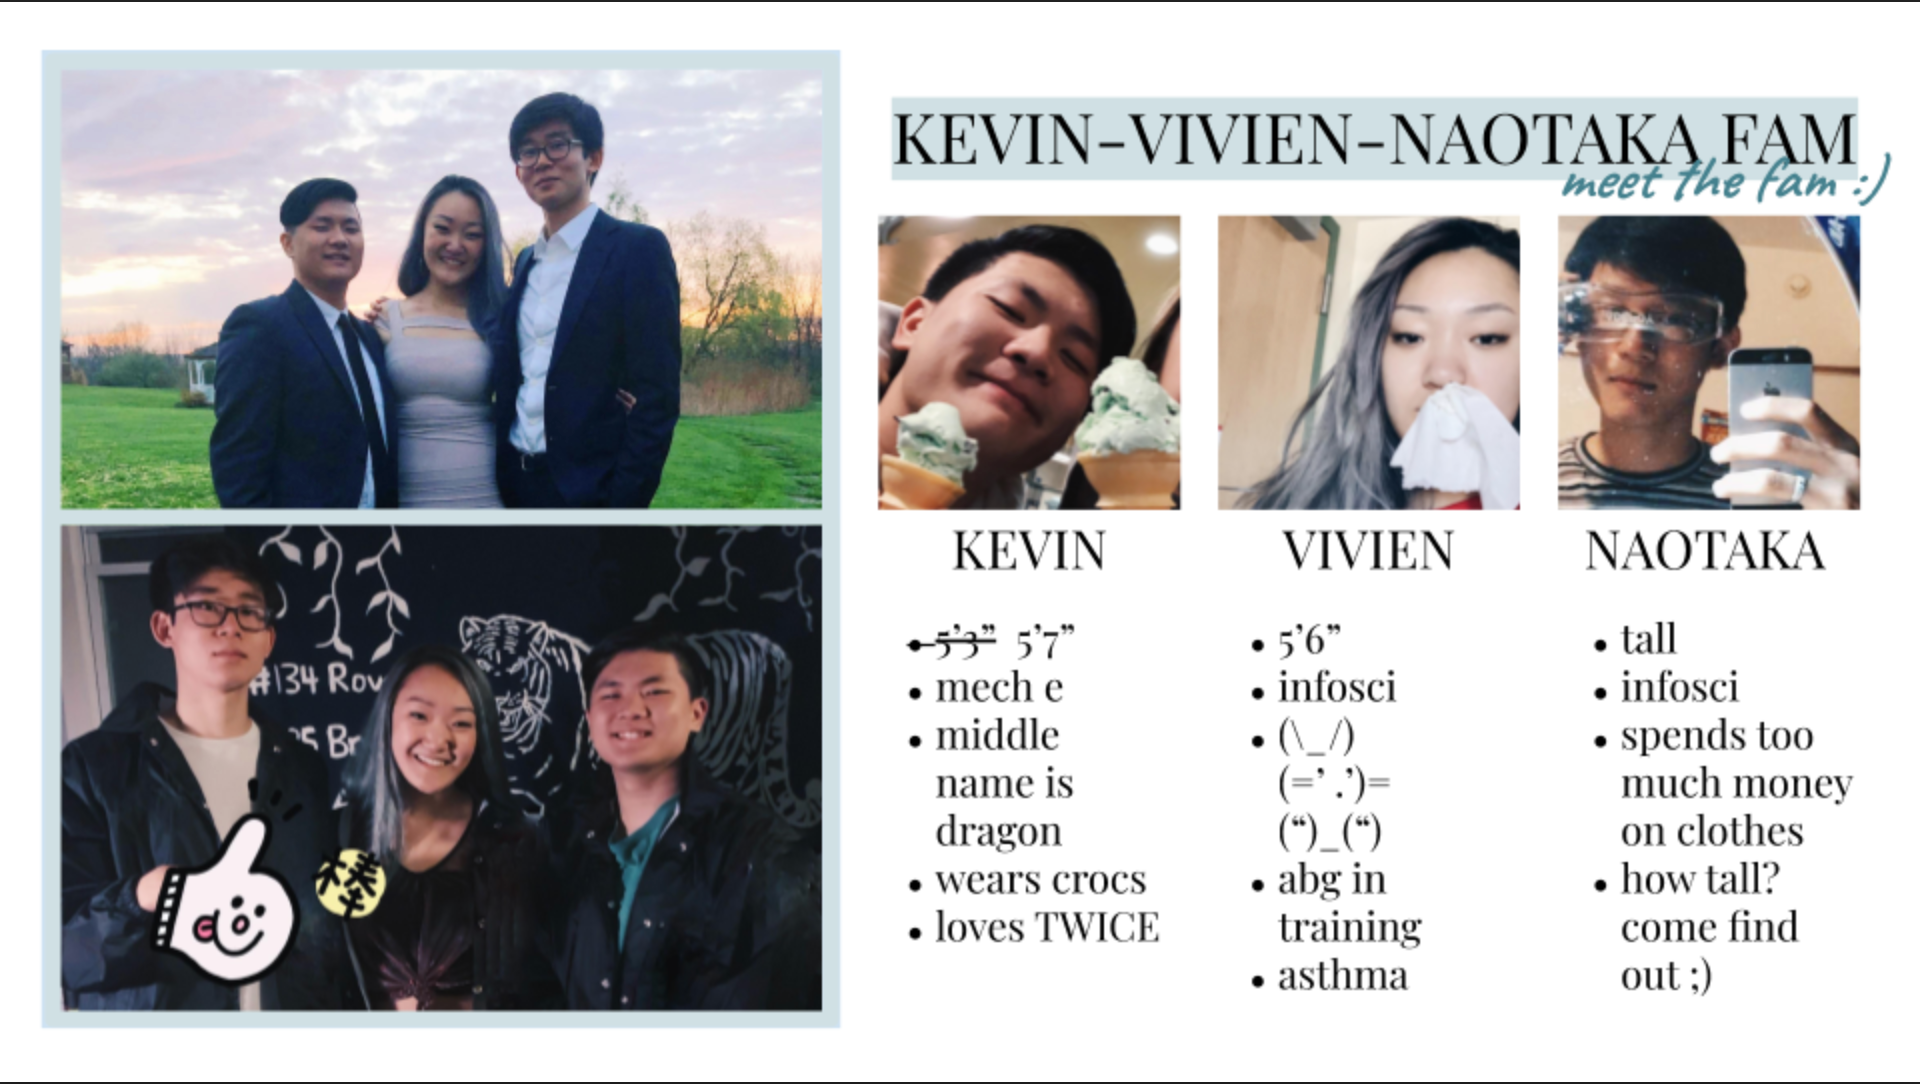 KEVIN-VIVIEN-NAOTAKA FAM
meet the fam :)
#134 Rov
5 Br
棒
KEVIN
• 5’3” 5’7”
• mech e
• middle
name is
dragon
• wears crocs
• loves TWICE
VIVIEN
• 5’6”
• infosci
• (\_/)
(=’ .’)=
(“)_(“)
• abg in
training
• asthma
NAOTAKA
• tall
• infosci
• spends too
much money
on clothes
• how tall?
come find
out ;)